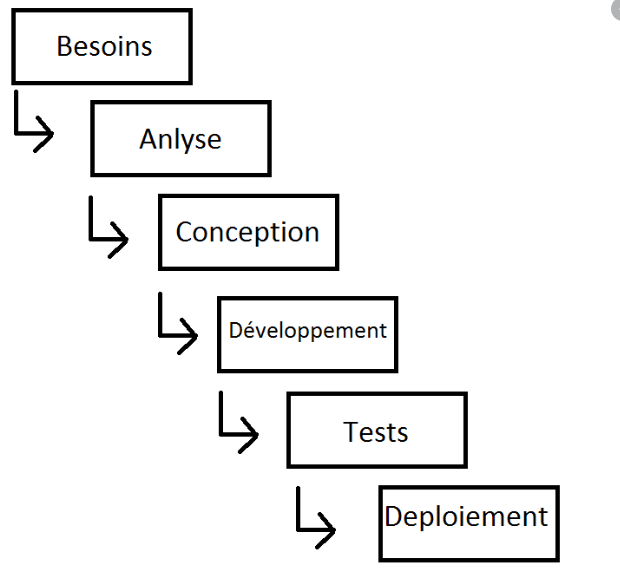 Besoins
Anlyse
Conception
Développement
Tests
Deploiement